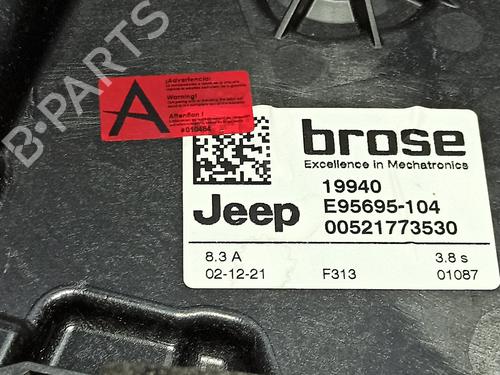 B-PARTS
¡Advertencia!
Warning!
Attention !
A
#010484
brose
Excellence in Mechatronics
19940
Jeep
E95695-104
00521773530
8.3 A
3.8 s
02-12-21
F313
01087